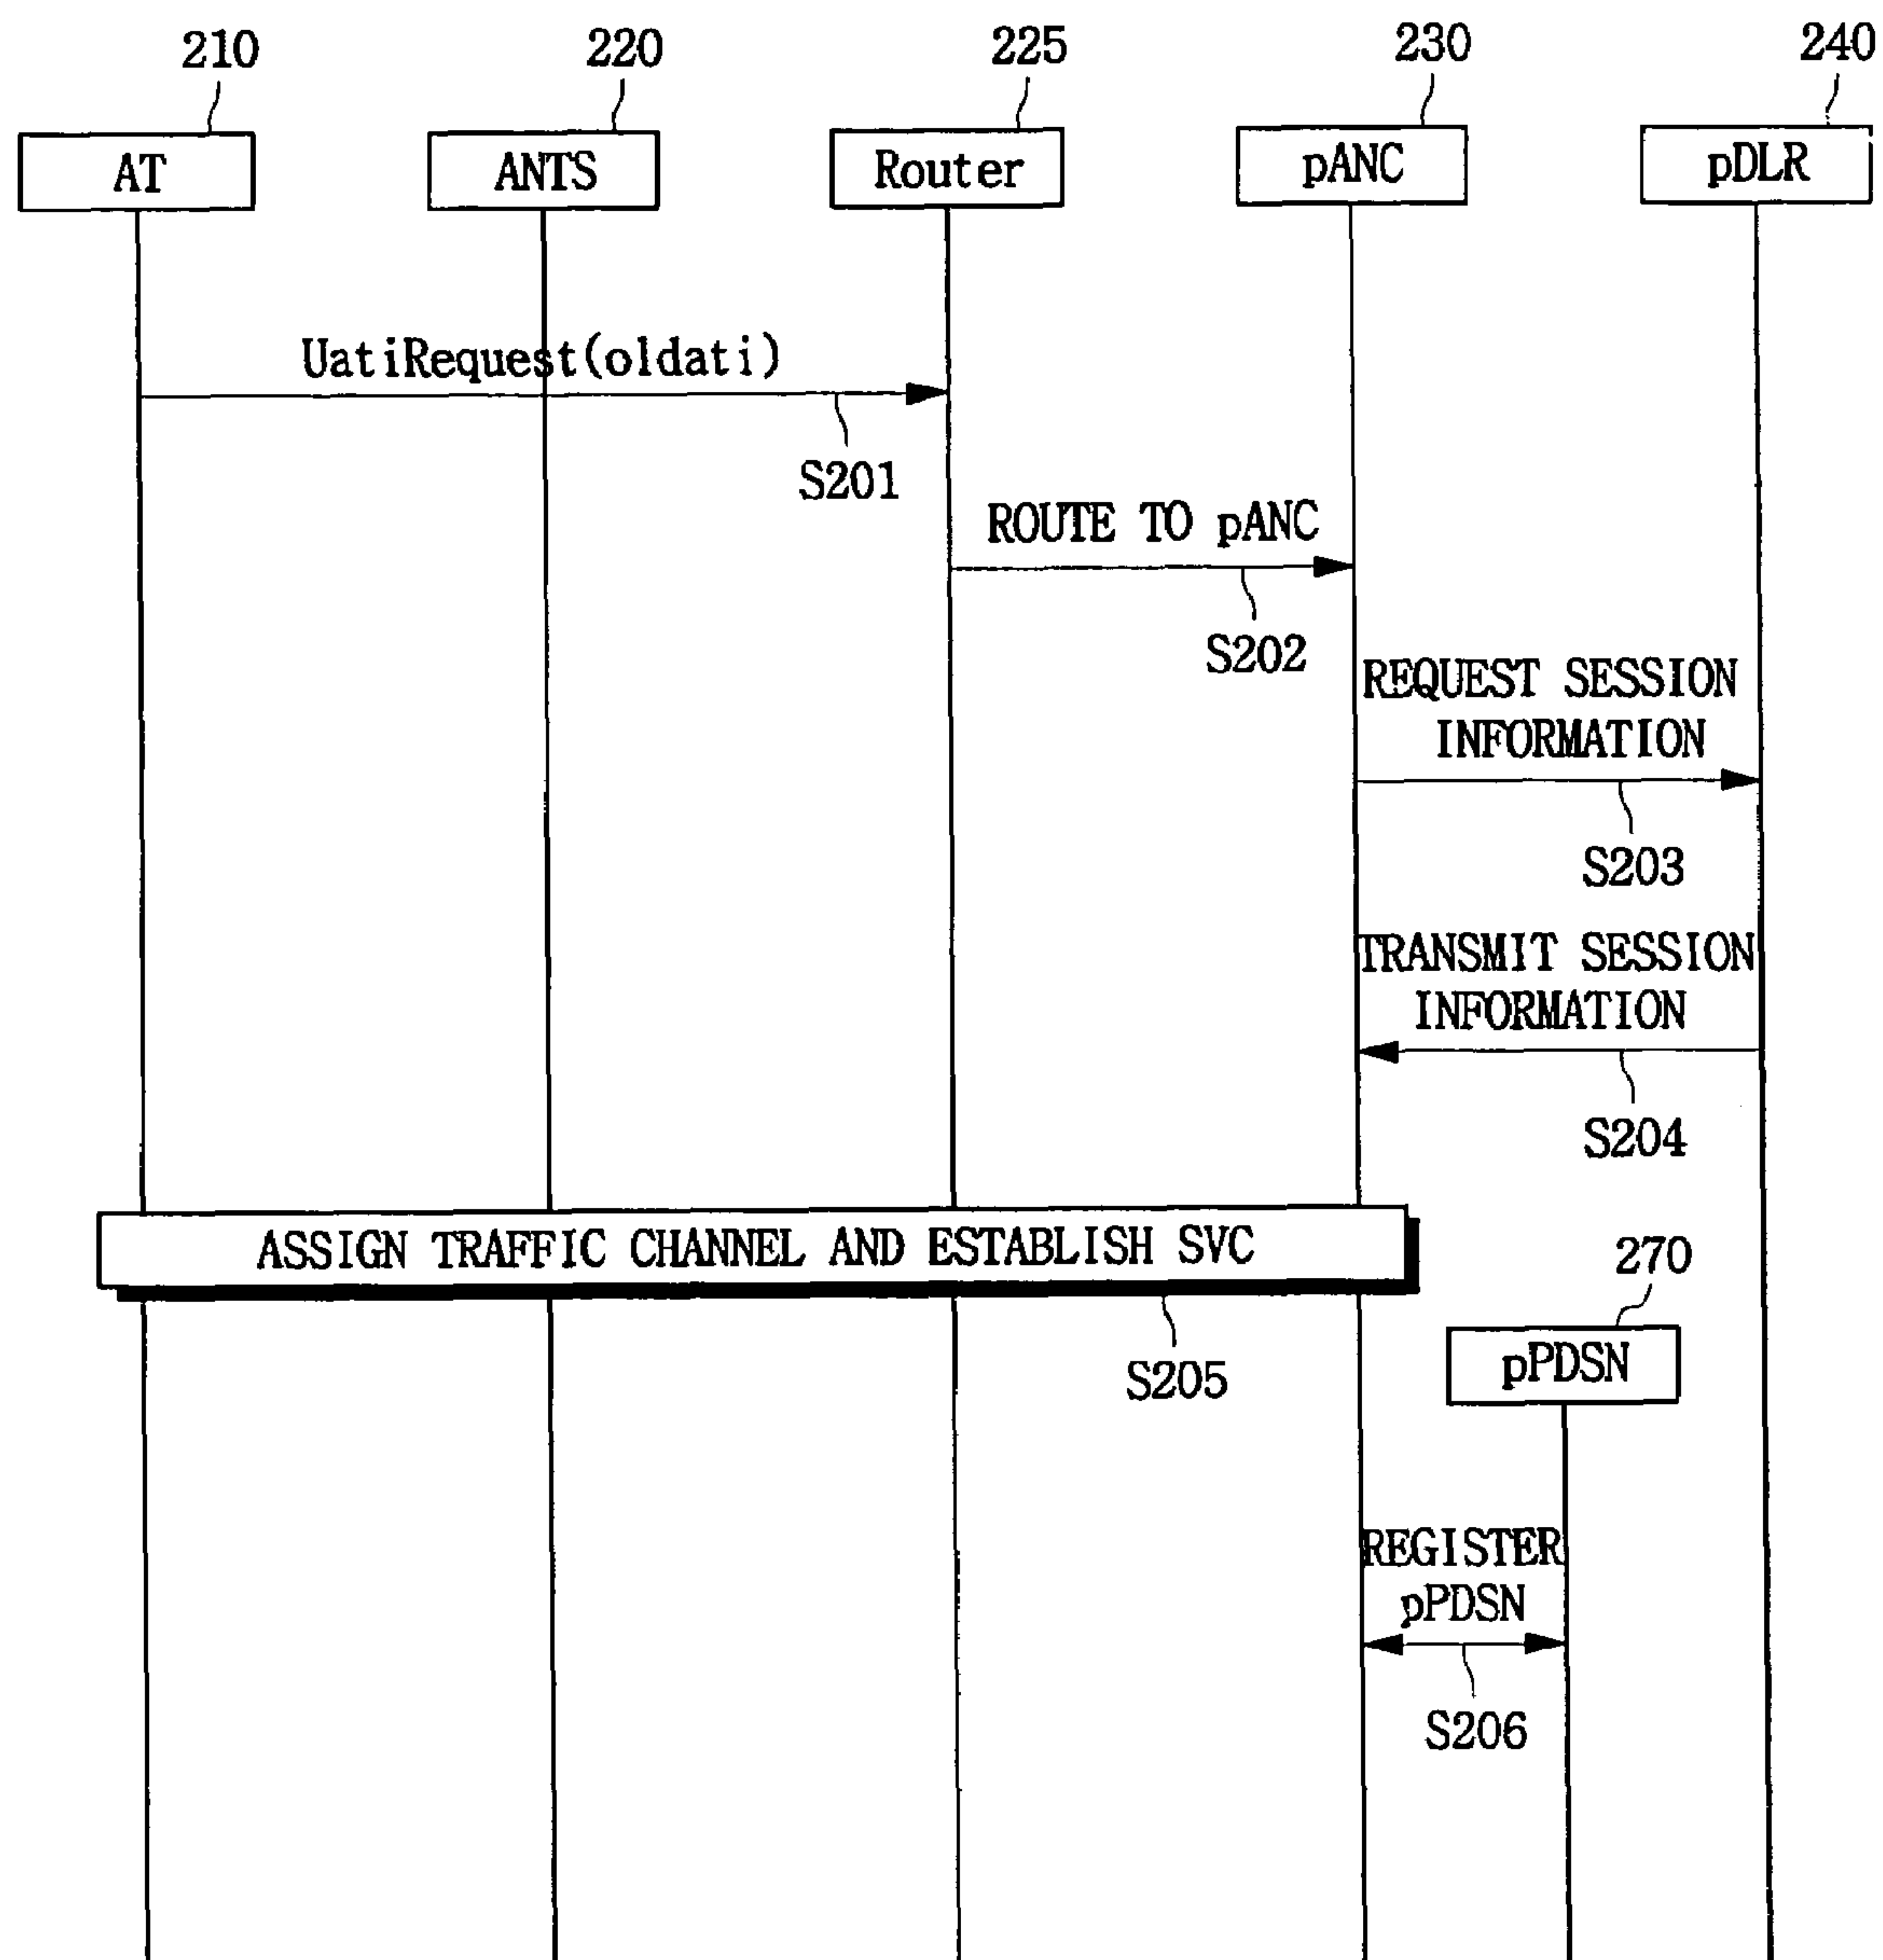 210
220
225
230
240
AT
ANTS
Router
pANC
pDLR
UatiRequest(oldati)
S201
ROUTE TO pANC
S202
REQUEST SESSION
INFORMATION
S203
TRANSMIT SESSION
INFORMATION
S204
ASSIGN TRAFFIC CHANNEL AND ESTABLISH SVC
S205
270
pPDSN
REGISTER
pPDSN
S206